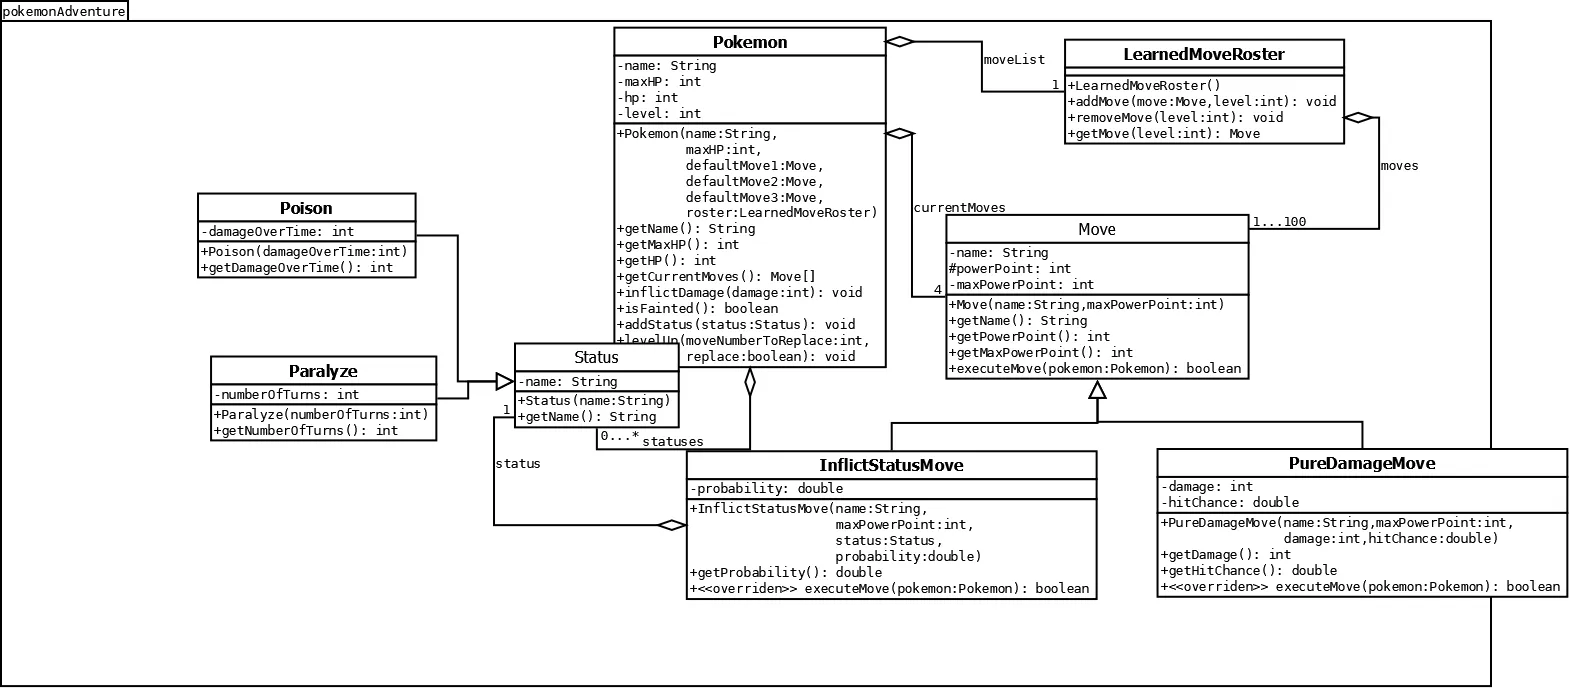 pokemonAdventure
Pokemon
-name: String
-maxHP: int
-hp: int
-level: int
+Pokemon(name:String,
maxHP:int,
defaultMove1:Move,
defaultMove2:Move,
defaultMove3:Move,
roster:LearnedMoveRoster)
+getName(): String
+getMaxHP(): int
+getHP(): int
+getCurrentMoves(): Move[]
+inflictDamage(damage:int): void
+isFainted(): boolean
+addStatus(status:Status): void
+levelUp(moveNumberToReplace:int,
replace:boolean): void
moveList
1
LearnedMoveRoster
+LearnedMoveRoster()
+addMove(move:Move,level:int): void
+removeMove(level:int): void
+getMove(level:int): Move
moves
1...100
currentMoves
4
Move
-name: String
#powerPoint: int
-maxPowerPoint: int
+Move(name:String,maxPowerPoint:int)
+getName(): String
+getPowerPoint(): int
+getMaxPowerPoint(): int
+executeMove(pokemon:Pokemon): boolean
Poison
-damageOverTime: int
+Poison(damageOverTime:int)
+getDamageOverTime(): int
Paralyze
-numberOfTurns: int
+Paralyze(numberOfTurns:int)
+getNumberOfTurns(): int
Status
-name: String
+Status(name:String)
+getName(): String
1
0...*
statuses
status
InflictStatusMove
-probability: double
+InflictStatusMove(name:String,
maxPowerPoint:int,
status:Status,
probability:double)
+getProbability(): double
+<<overriden>> executeMove(pokemon:Pokemon): boolean
PureDamageMove
-damage: int
-hitChance: double
+PureDamageMove(name:String,maxPowerPoint:int,
damage:int,hitChance:double)
+getDamage(): int
+getHitChance(): double
+<<overriden>> executeMove(pokemon:Pokemon): boolean